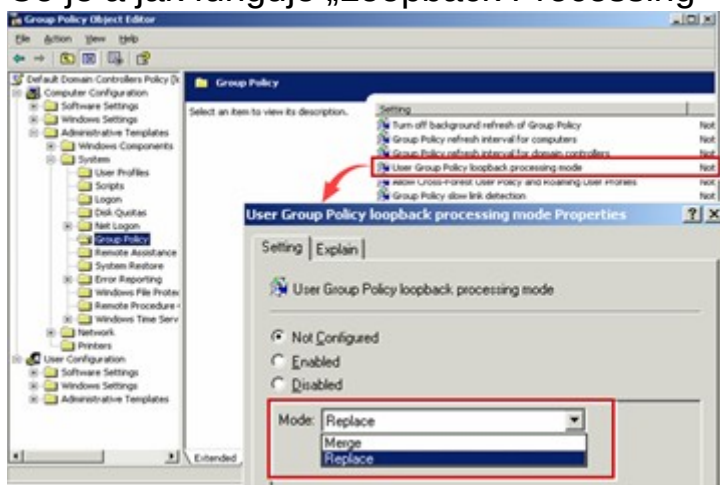 Co je a jak funguje „Loopback Processing"
Group Policy Object Editor
File Action View Help
Default Domain Controllers Policy [
Computer Configuration
Software Settings
Windows Settings
Administrative Templates
Windows Components
System
User Profiles
Scripts
Logon
Disk Quotas
Net Logon
Group Policy
Remote Assistance
System Restore
Error Reporting
Windows File Protec
Remote Procedure
Windows Time Serv
Network
Printers
User Configuration
Software Settings
Windows Settings
Administrative Templates
Group Policy
Select an item to view its description.
Setting
Turn off background refresh of Group Policy Not
Group Policy refresh interval for computers Not
Group Policy refresh interval for domain controllers Not
User Group Policy loopback processing mode Not
Allow Cross-Forest User Policy and Roaming User Profiles Not
Group Policy slow link detection Not
Extended
User Group Policy loopback processing mode Properties
Setting Explain
User Group Policy loopback processing mode
Not Configured
Enabled
Disabled
Mode: Replace
Merge
Replace